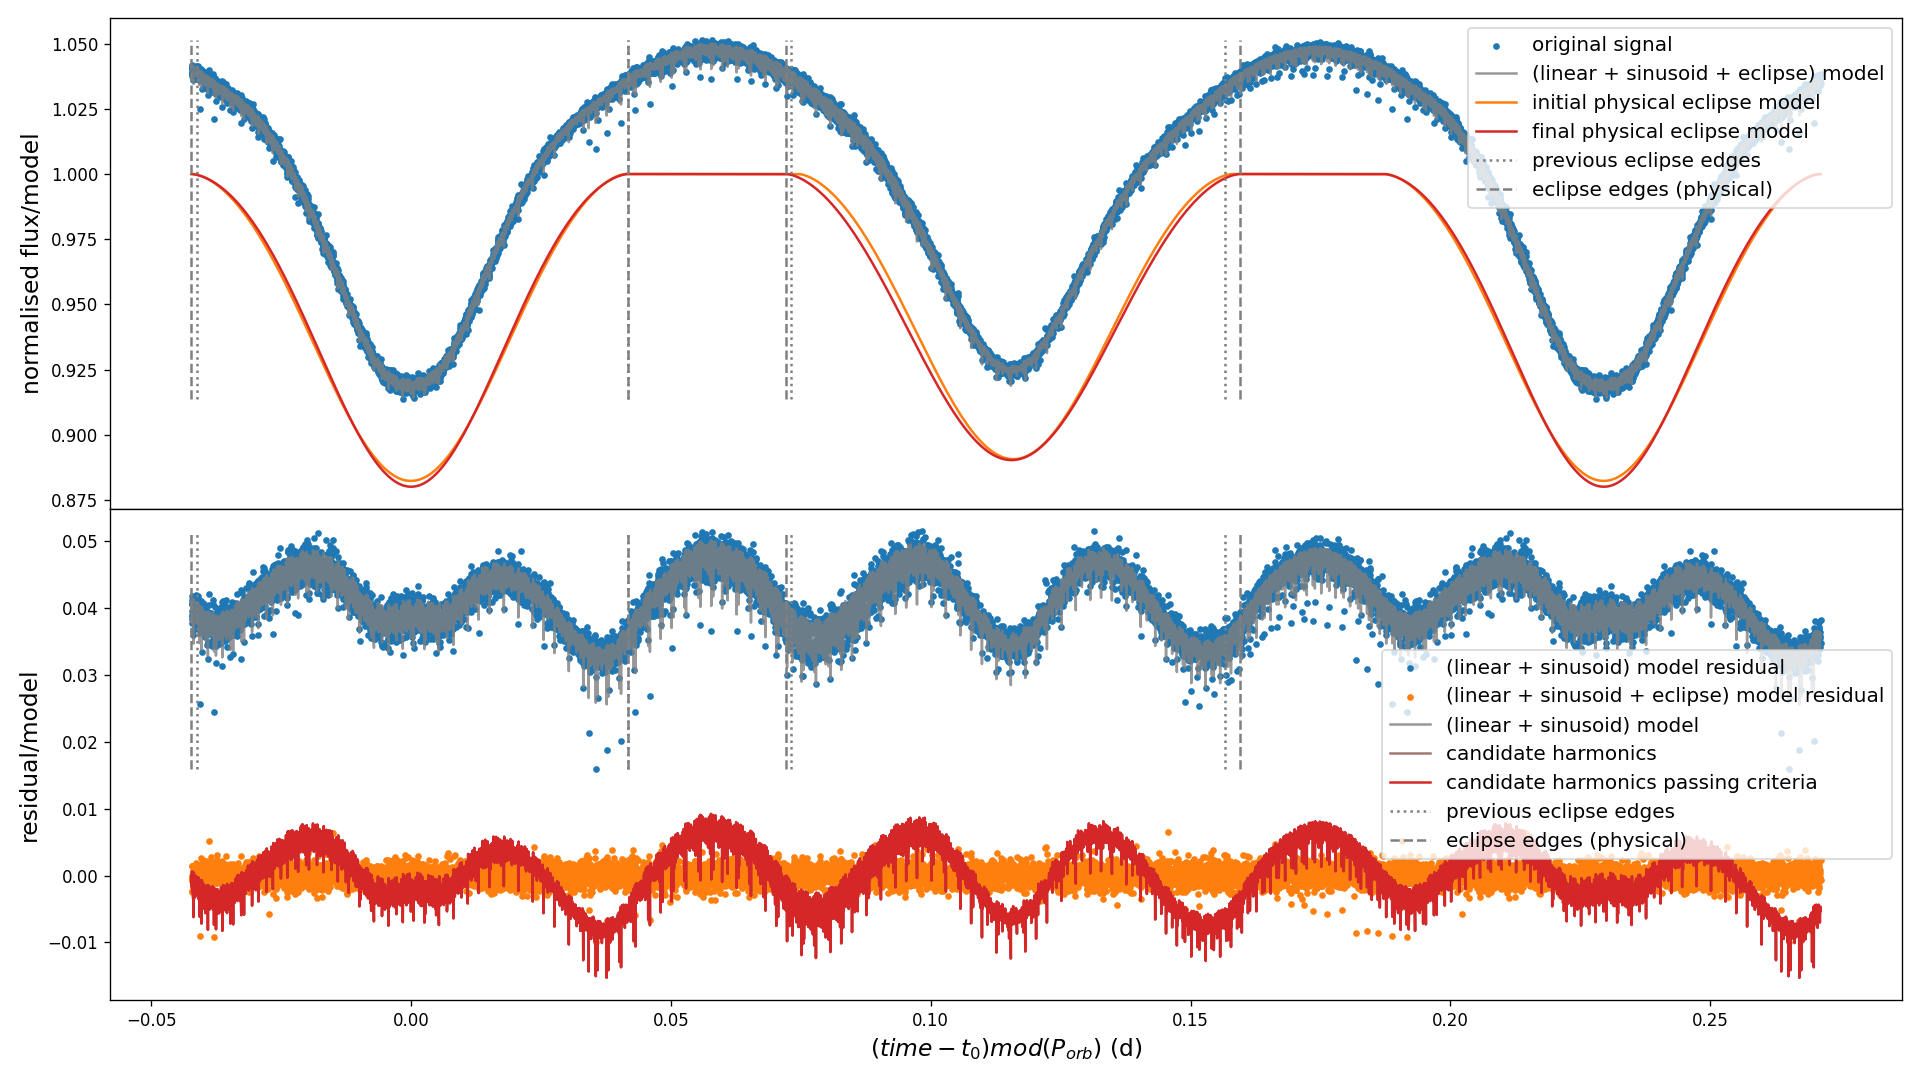 normalised flux/model
1.050
1.025
1.000
0.975
0.950
0.925
0.900
0.875
original signal
(linear + sinusoid + eclipse) model
initial physical eclipse model
final physical eclipse model
previous eclipse edges
eclipse edges (physical)
residual/model
0.05
0.04
0.03
0.02
0.01
0.00
−0.01
(linear + sinusoid) model residual
(linear + sinusoid + eclipse) model residual
(linear + sinusoid) model
candidate harmonics
candidate harmonics passing criteria
previous eclipse edges
eclipse edges (physical)
−0.05 0.00 0.05 0.10 0.15 0.20 0.25
(time − t₀)mod(Pₒᵣb) (d)